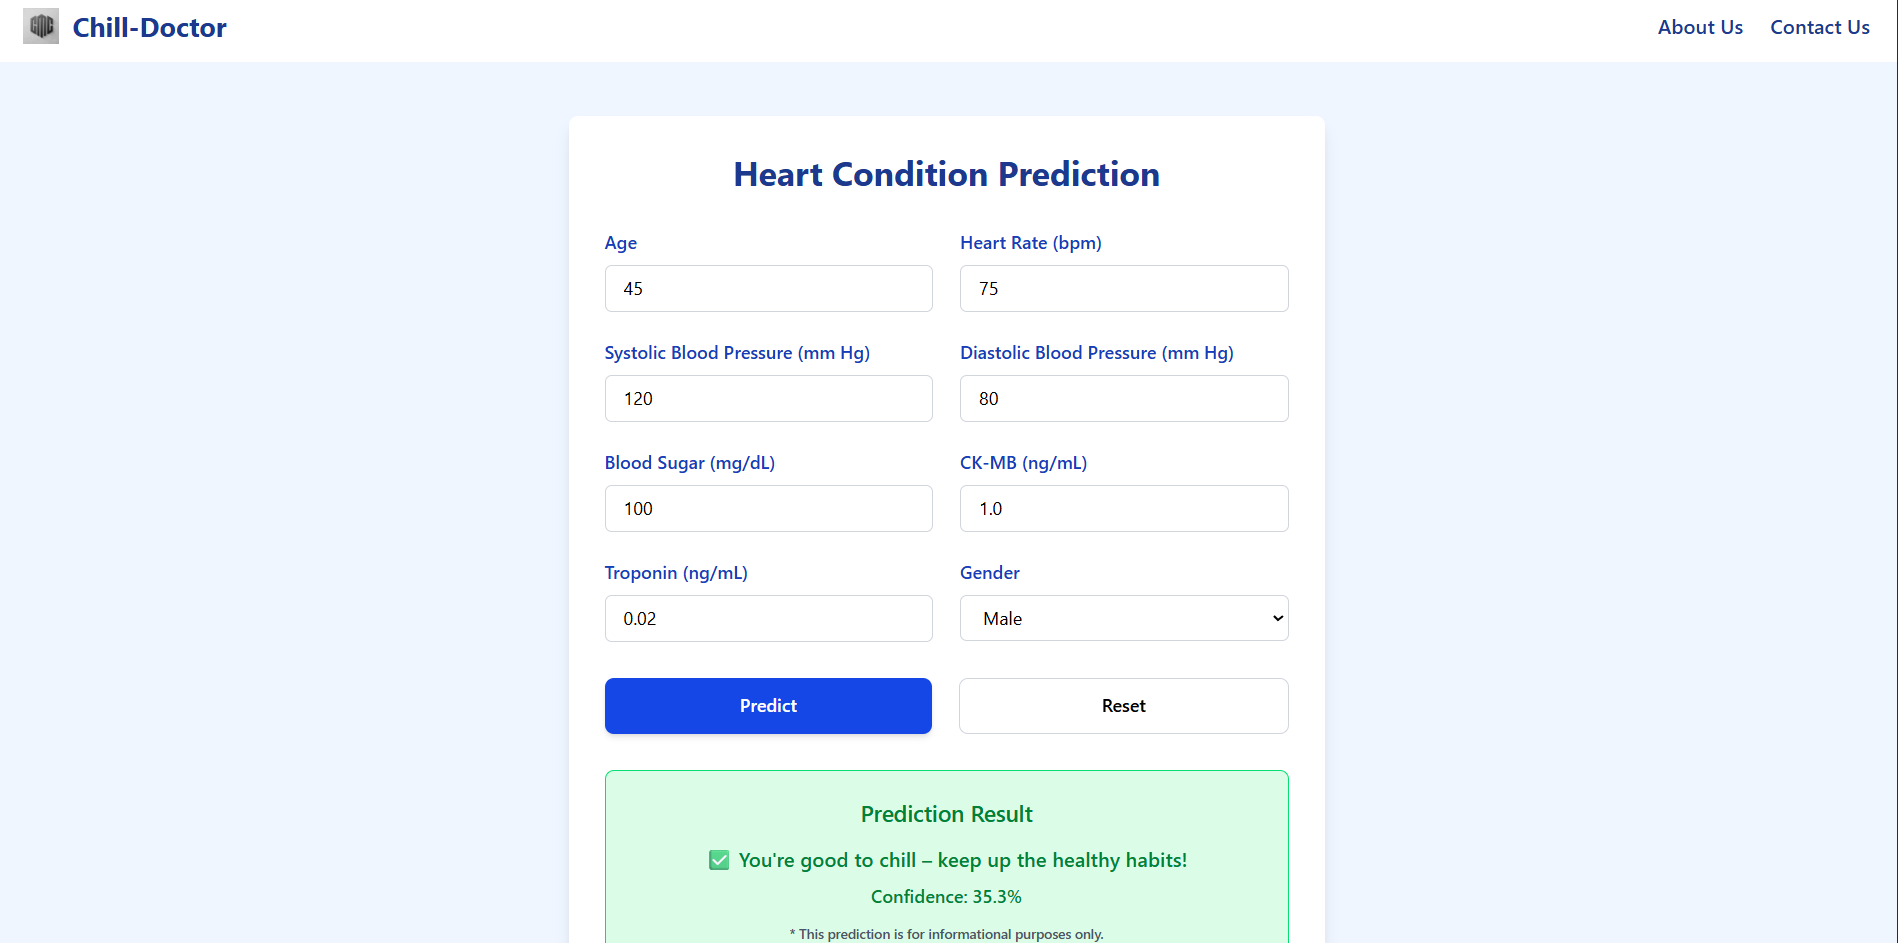 Chill-Doctor
About Us Contact Us
Heart Condition Prediction
Age Heart Rate (bpm)
45 75
Systolic Blood Pressure (mm Hg) Diastolic Blood Pressure (mm Hg)
120 80
Blood Sugar (mg/dL) CK-MB (ng/mL)
100 1.0
Troponin (ng/mL) Gender
0.02 Male
Predict Reset
Prediction Result
✅ You're good to chill – keep up the healthy habits!
Confidence: 35.3%
* This prediction is for informational purposes only.